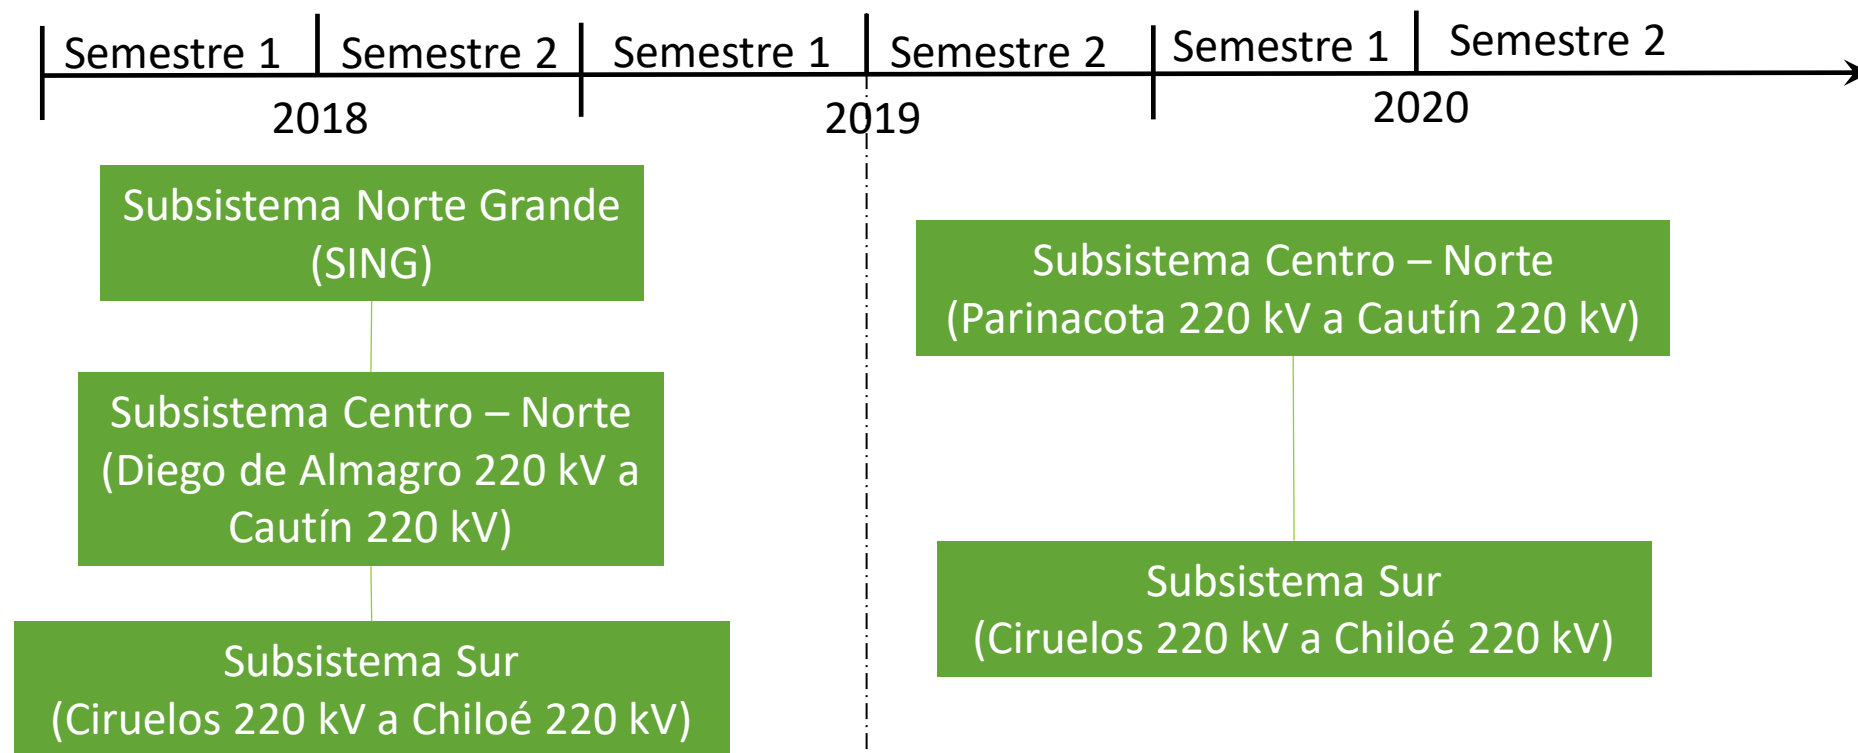 Semestre 1
Semestre 2
Semestre 1
Semestre 2
Semestre 1
Semestre 2
2018
2019
2020
Subsistema Norte Grande
(SING)
Subsistema Centro – Norte
(Diego de Almagro 220 kV a
Cautín 220 kV)
Subsistema Sur
(Ciruelos 220 kV a Chiloé 220 kV)
Subsistema Centro – Norte
(Parinacota 220 kV a Cautín 220 kV)
Subsistema Sur
(Ciruelos 220 kV a Chiloé 220 kV)